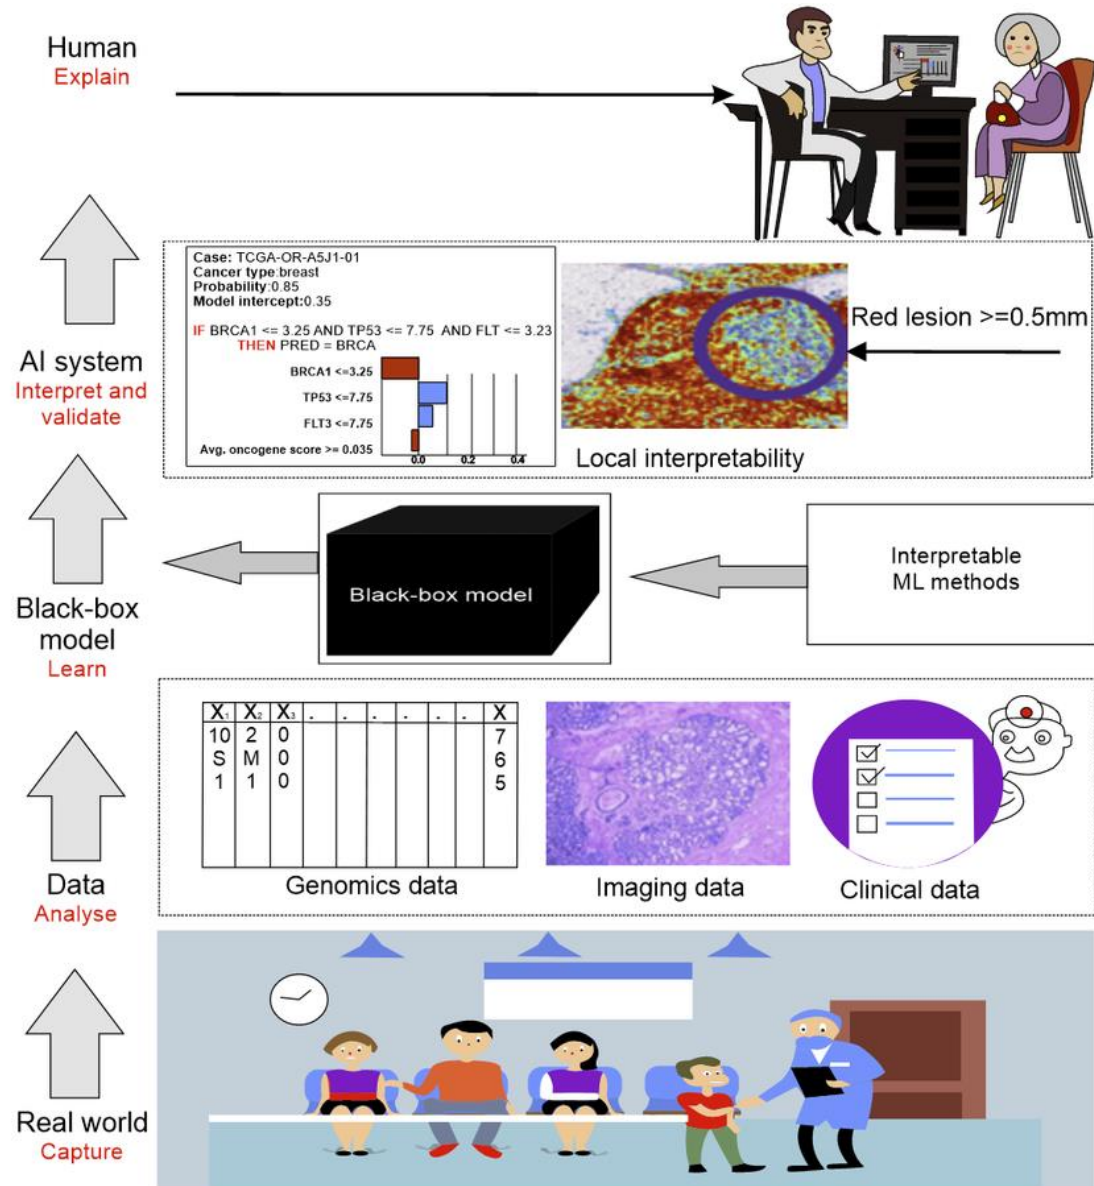 Human
Explain
Case: TCGA-OR-A5J1-01
Cancer type:breast
Probability:0.85
Model intercept:0.35
IF BRCA1 <= 3.25 AND TP53 <= 7.75 AND FLT <= 3.23
THEN PRED = BRCA
BRCA1 <=3.25
TP53 <=7.75
FLT3 <=7.75
Avg. oncogene score >= 0.035
0.0 0.2 0.4
Red lesion >=0.5mm
Local interpretability
AI system
Interpret and
validate
Black-box model
Interpretable
ML methods
Black-box
model
Learn
X₁ X₂ X₃ . . . . . . X
10 2 0 7
S M 0 6
1 1 0 5
Genomics data
Imaging data
Clinical data
Data
Analyse
Real world
Capture